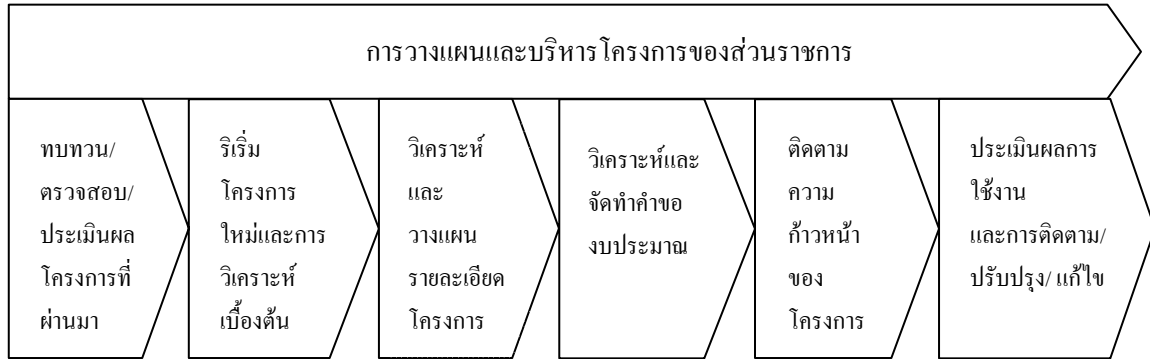 การวางแผนและบริหารโครงการของส่วนราชการ
ทบทวน/
ตรวจสอบ/
ประเมินผล
โครงการที่
ผ่านมา
ริเริ่ม
โครงการ
ใหม่และการ
วิเคราะห์
เบื้องต้น
วิเคราะห์
และ
วางแผน
รายละเอียด
โครงการ
วิเคราะห์และ
จัดทำคำขอ
งบประมาณ
ติดตาม
ความ
ก้าวหน้า
ของ
โครงการ
ประเมินผลการ
ใช้งาน
และการติดตาม/
ปรับปรุง/ แก้ไข